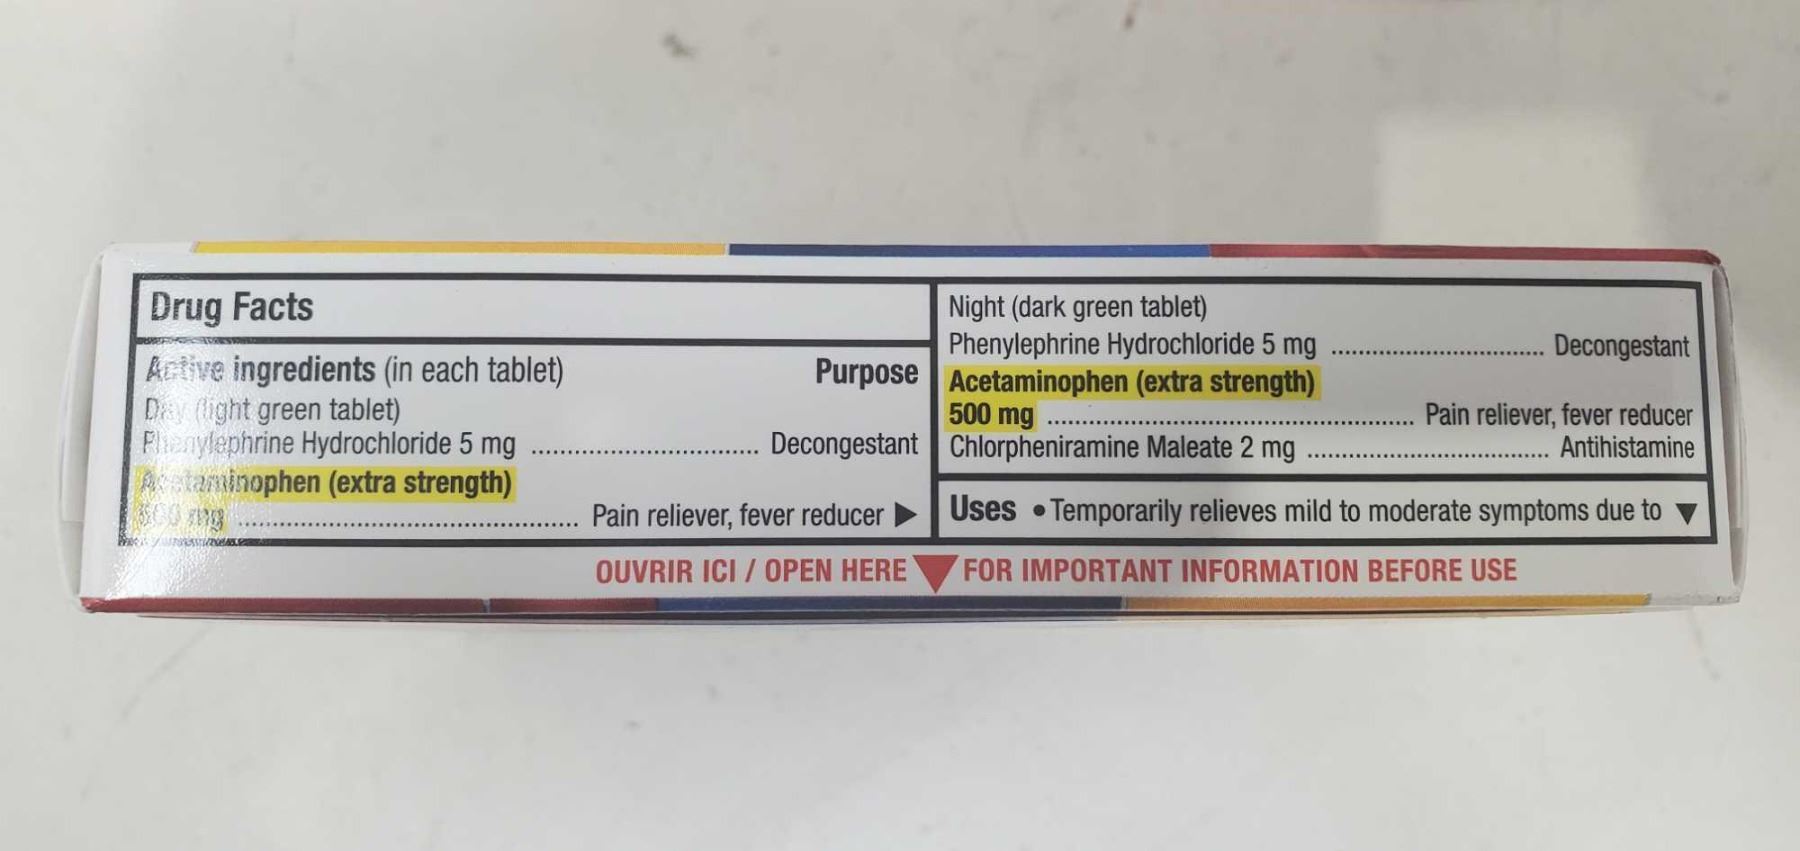 Drug Facts
Active ingredients (in each tablet) Purpose
Day (light green tablet)
Phenylephrine Hydrochloride 5 mg .......................... Decongestant
Acetaminophen (extra strength)
500 mg ....................................... Pain reliever, fever reducer ▶
Night (dark green tablet)
Phenylephrine Hydrochloride 5 mg .......................... Decongestant
Acetaminophen (extra strength)
500 mg ............................................. Pain reliever, fever reducer
Chlorpheniramine Maleate 2 mg .............................. Antihistamine
Uses • Temporarily relieves mild to moderate symptoms due to ▼
OUVRIR ICI / OPEN HERE ▼ FOR IMPORTANT INFORMATION BEFORE USE